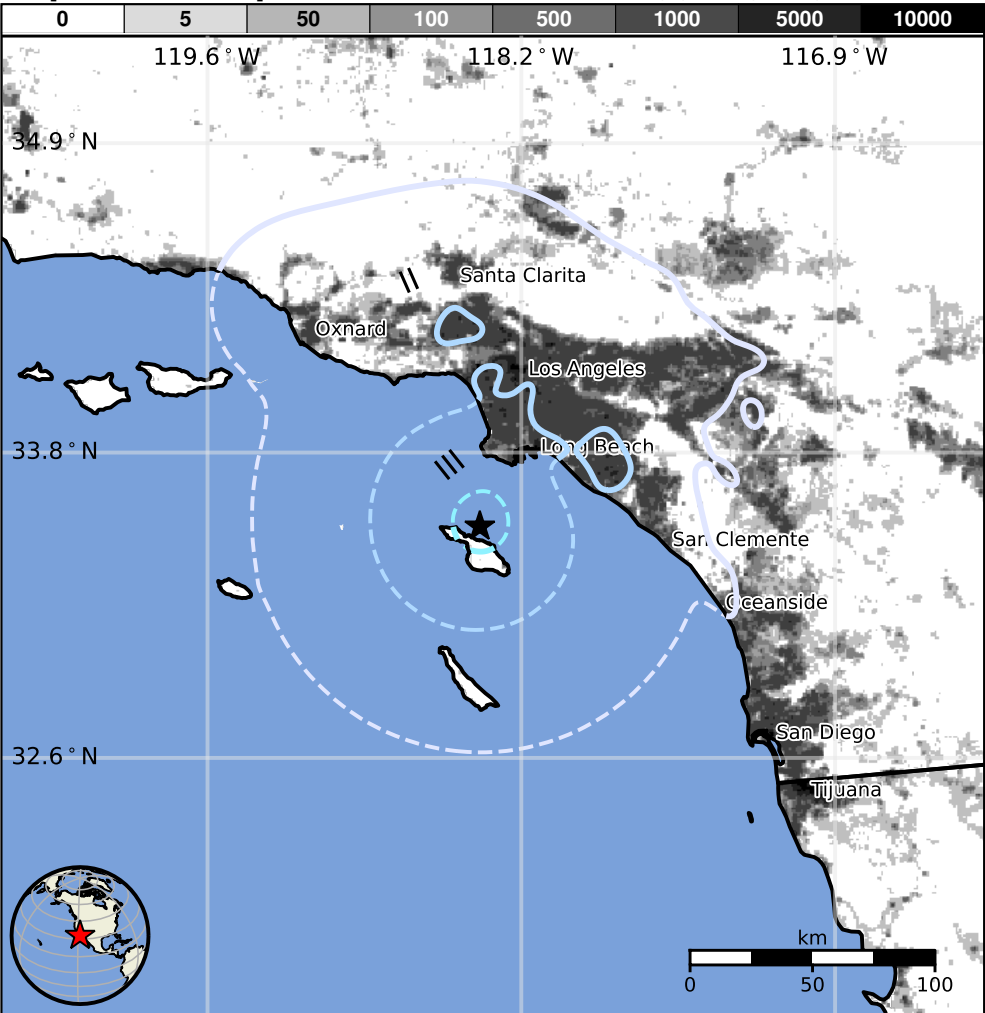 0 5 50 100 500 1000 5000 10000
119.6°W 118.2°W 116.9°W
34.9°N
Santa Clarita
II
Oxnard
Los Angeles
Long Beach
33.8°N
III
San Clemente
Oceanside
San Diego
32.6°N
Tijuana
km
0 50 100